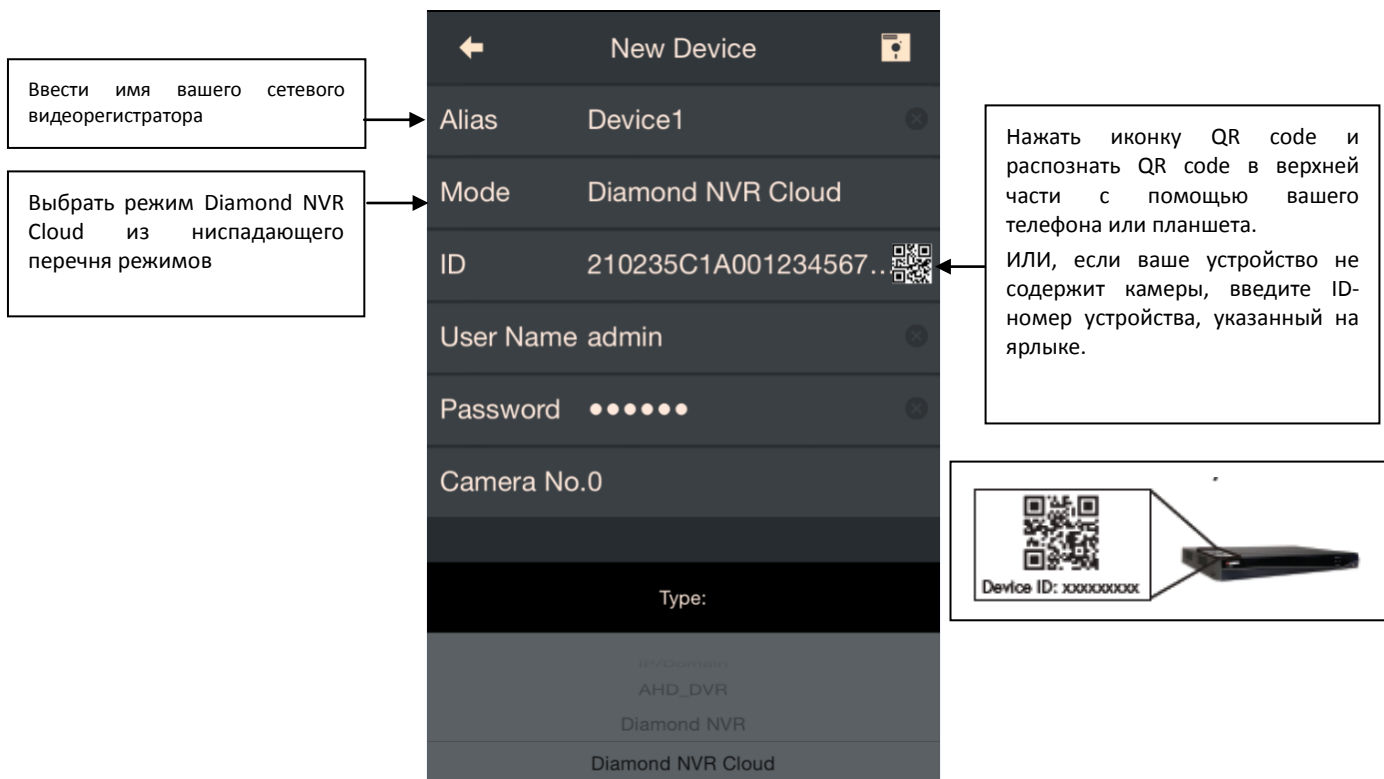 New Device
Ввести имя вашего сетевого
видеорегистратора
Alias Device1
Выбрать режим Diamond NVR
Cloud из ниспадающего
перечня режимов
Mode Diamond NVR Cloud
ID 210235C1A001234567..
Нажать иконку QR code и
распознать QR code в верхней
части с помощью вашего
телефона или планшета.
ИЛИ, если ваше устройство не
содержит камеры, введите ID-
номер устройства, указанный на
ярлыке.
User Name admin
Password ●●●●●●
Camera No.0
Device ID: xxxxxxxxx
Type:
IP/Domain
AHD_DVR
Diamond NVR
Diamond NVR Cloud